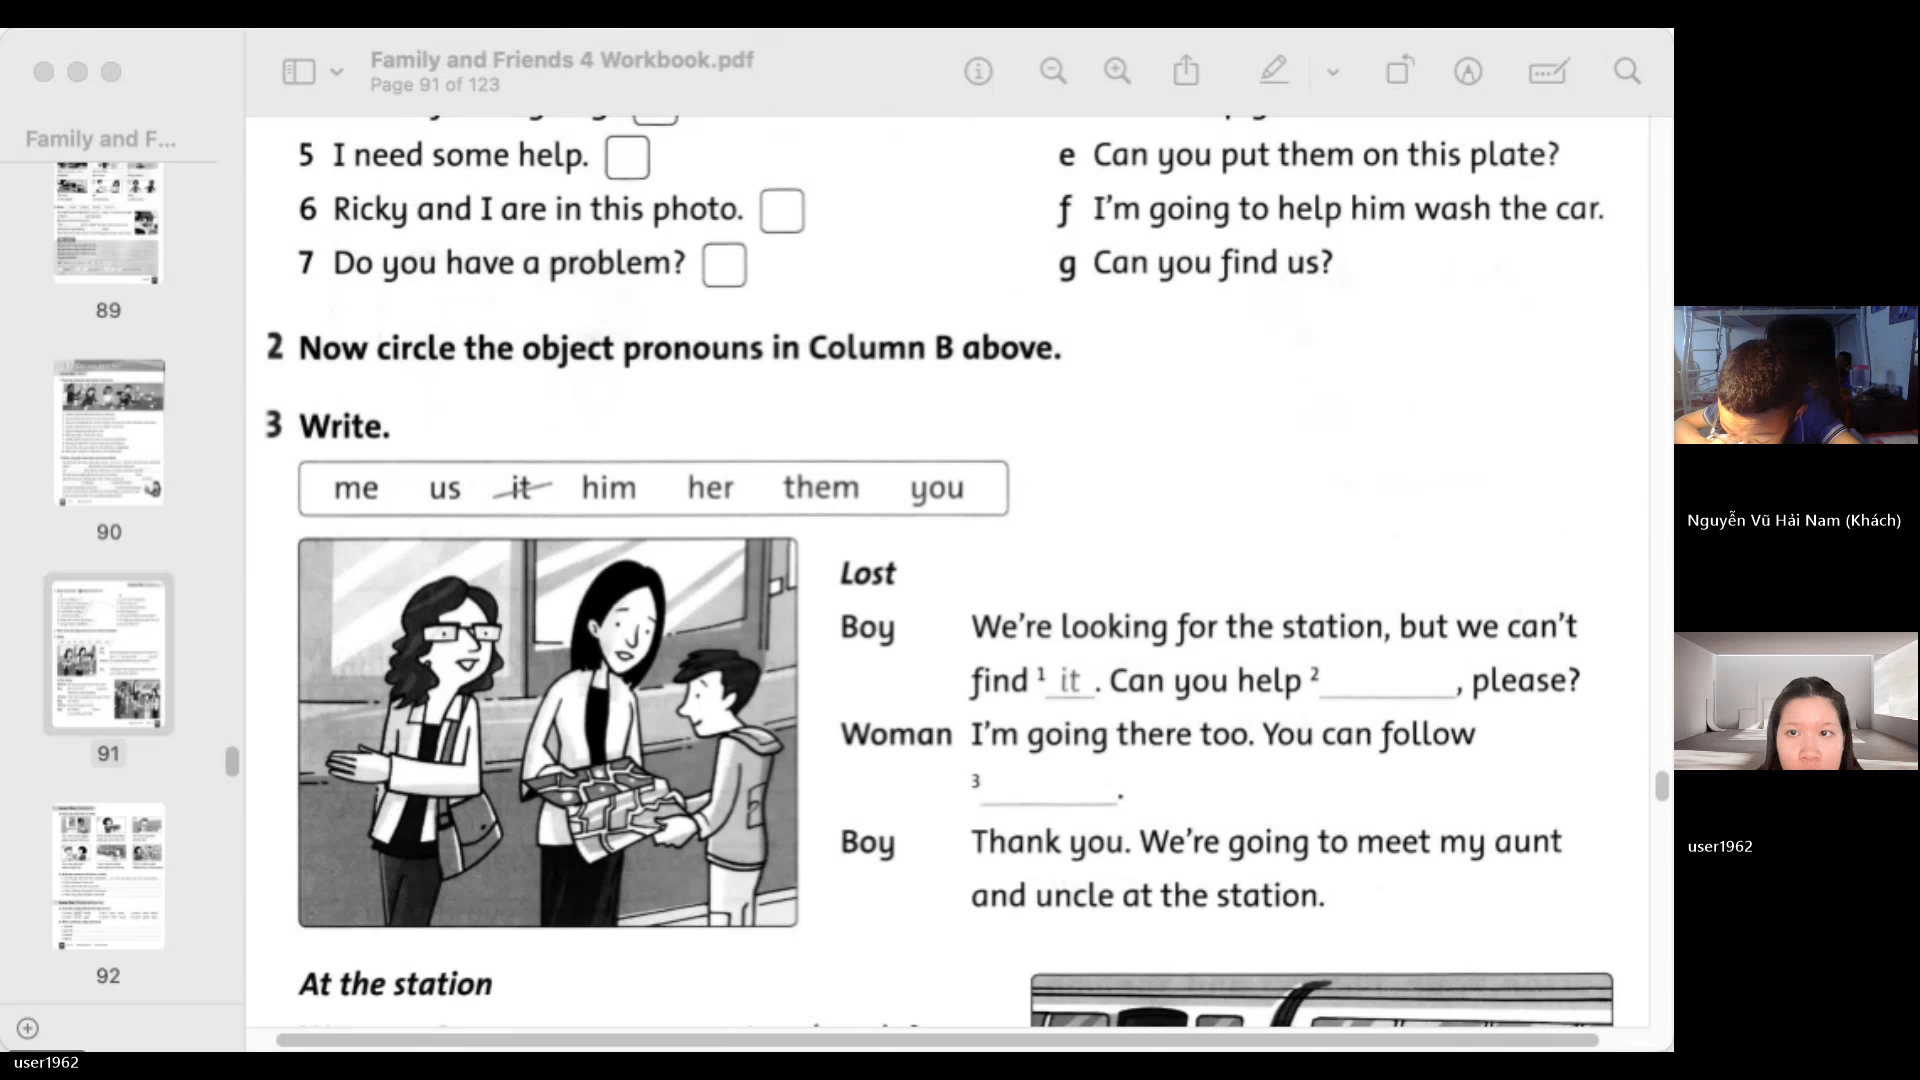 Family and Friends 4 Workbook.pdf
Page 91 of 123
Family and F...
89
90
91
92
5 I need some help.
6 Ricky and I are in this photo.
7 Do you have a problem?
e Can you put them on this plate?
f I'm going to help him wash the car.
g Can you find us?
2 Now circle the object pronouns in Column B above.
3 Write.
me us it him her them you
Lost
Boy We're looking for the station, but we can't
find 1 it . Can you help 2 ________, please?
Woman I'm going there too. You can follow
3 ________.
Boy Thank you. We're going to meet my aunt
and uncle at the station.
At the station
Nguyễn Vũ Hải Nam (Khách)
user1962
user1962